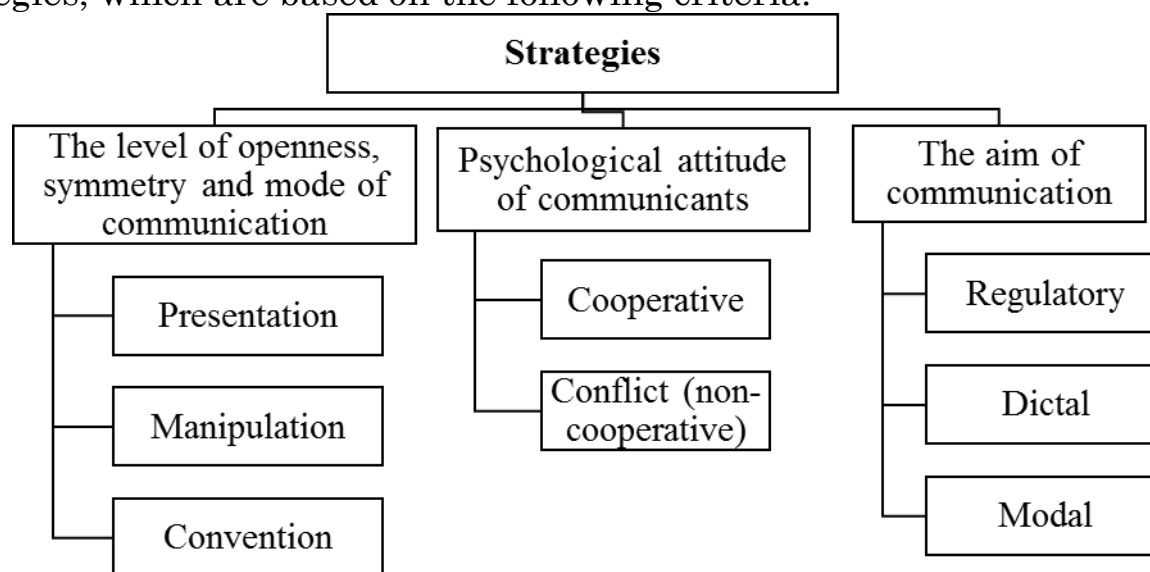 which are based on the following criteria:
Strategies
The level of openness,
symmetry and mode of
communication
Presentation
Manipulation
Convention
Psychological attitude
of communicants
Cooperative
Conflict (non-
cooperative)
The aim of
communication
Regulatory
Dictal
Modal